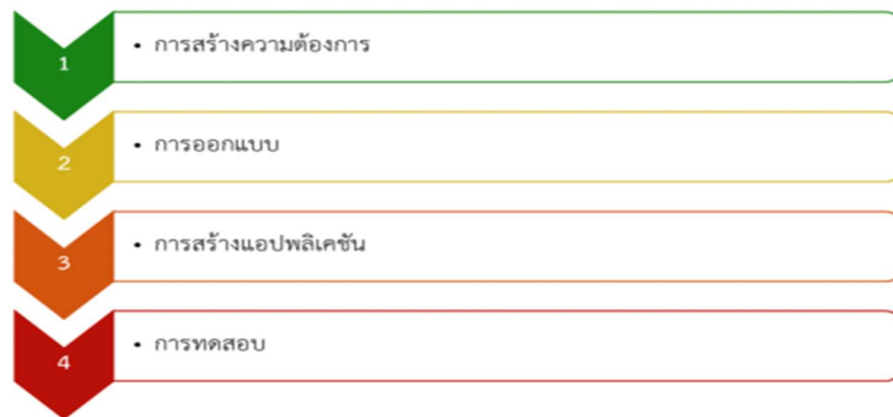 1
• การสร้างความต้องการ
2
• การออกแบบ
3
• การสร้างแอปพลิเคชัน
4
• การทดสอบ